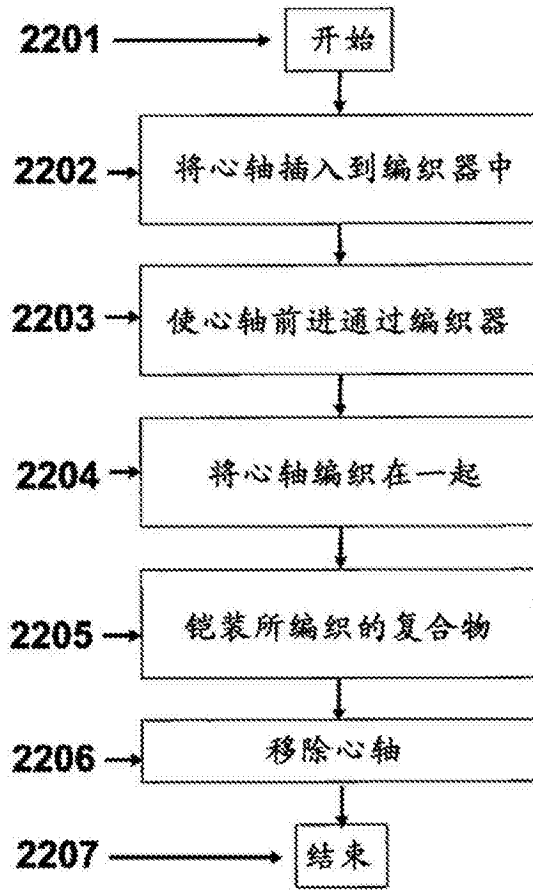 2201 开始
2202 将心轴插入到编织器中
2203 使心轴前进通过编织器
2204 将心轴编织在一起
2205 铠装所编织的复合物
2206 移除心轴
2207 结束